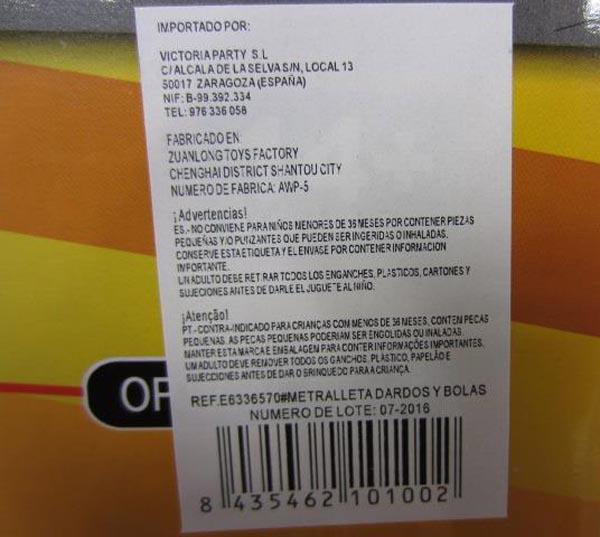 IMPORTADO POR:
VICTORIA PARTY S.L
C/ALCALA DE LA SELVA S/N, LOCAL 13
50017 ZARAGOZA (ESPAÑA)
NIF: B-99.392.334
TEL: 976 336 056
FABRICADO EN
ZUANLONG TOYS FACTORY
CHENGHAI DISTRICT SHANTOU CITY
NUMERO DE FABRICA: AWP-5
¡Advertencias!
ES.- NO CONVIENE PARA NIÑOS MENORES DE 36 MESES POR CONTENER PIEZAS
PEQUEÑAS Y/O PUNZANTES QUE PUEDEN SER INGERIDAS O INHALADAS.
CONSERVE ESTA ETIQUETA Y EL ENVASE POR CONTENER INFORMACION
IMPORTANTE.
UN ADULTO DEBE RETIRAR TODOS LOS ENGANCHES, PLASTICOS, CARTONES Y
SUJECIONES ANTES DE DARLE EL JUGUETE AL NIÑO.
¡Atenção!
PT.- CONTRA-INDICADO PARA CRIANÇAS COM MENOS DE 36 MESES, CONTEM PECAS
PEQUENAS. AS PECAS PEQUENAS PODERIAM SER ENGOLIDAS OU INALADAS.
MANTER ESTA MARCA E EMBALAGEM PARA CONTER INFORMAÇÕES IMPORTANTES.
UM ADULTO DEVE REMOVER TODOS OS GANCHOS, PLÁSTICO, PAPELÃO E
SUJECCIONES ANTES DE DAR O BRINQUEDO PARA A CRIANÇA.
OF
REF.E6336570#METRALLETA DARDOS Y BOLAS
NUMERO DE LOTE: 07-2016
8 435462 101002